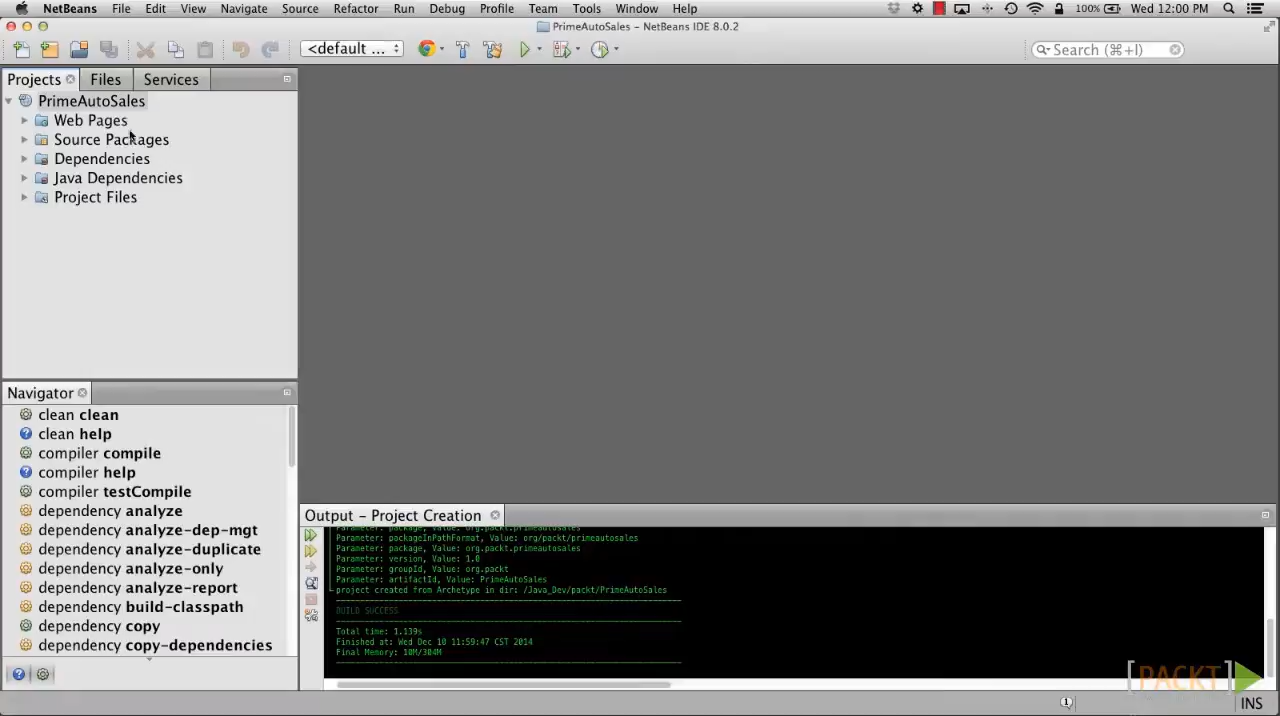 NetBeans File Edit View Navigate Source Refactor Run Debug Profile Team Tools Window Help 100% Wed 12:00 PM
PrimeAutoSales - NetBeans IDE 8.0.2
<default ... Search (⌘+I)
Projects Files Services
PrimeAutoSales
Web Pages
Source Packages
Dependencies
Java Dependencies
Project Files
Navigator
clean clean
clean help
compiler compile
compiler help
compiler testCompile
dependency analyze
dependency analyze-dep-mgt
dependency analyze-duplicate
dependency analyze-only
dependency analyze-report
dependency build-classpath
dependency copy
dependency copy-dependencies
Output - Project Creation
Parameter: package, Value: org.packt.primeautosales
Parameter: packageInPathFormat, Value: org/packt/primeautosales
Parameter: package, Value: org.packt.primeautosales
Parameter: version, Value: 1.0
Parameter: groupId, Value: org.packt
Parameter: artifactId, Value: PrimeAutoSales
project created from Archetype in dir: /Java_Dev/packt/PrimeAutoSales
BUILD SUCCESS
Total time: 1.139s
Finished at: Wed Dec 10 11:59:47 CST 2014
Final Memory: 10M/304M
[PACKT]
INS